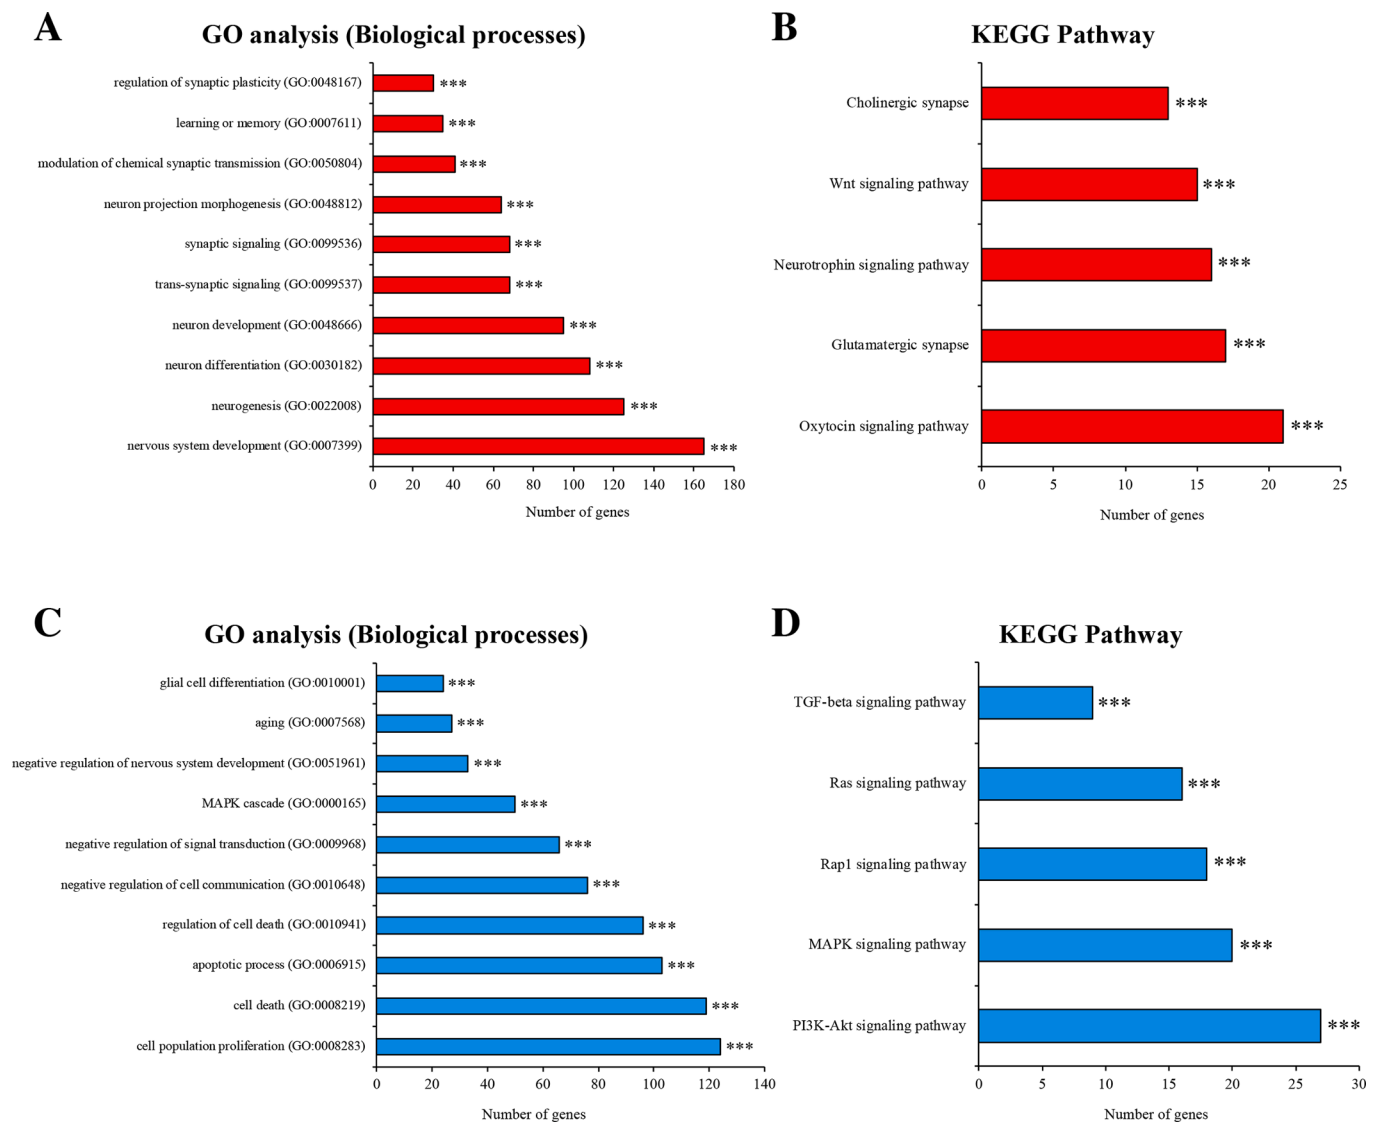 A
GO analysis (Biological processes)
regulation of synaptic plasticity (GO:0048167) ***
learning or memory (GO:0007611) ***
modulation of chemical synaptic transmission (GO:0050804) ***
neuron projection morphogenesis (GO:0048812) ***
synaptic signaling (GO:0099536) ***
trans-synaptic signaling (GO:0099537) ***
neuron development (GO:0048666) ***
neuron differentiation (GO:0030182) ***
neurogenesis (GO:0022008) ***
nervous system development (GO:0007399) ***
0 20 40 60 80 100 120 140 160 180
Number of genes
B
KEGG Pathway
Cholinergic synapse ***
Wnt signaling pathway ***
Neurotrophin signaling pathway ***
Glutamatergic synapse ***
Oxytocin signaling pathway ***
0 5 10 15 20 25
Number of genes
C
GO analysis (Biological processes)
glial cell differentiation (GO:0010001) ***
aging (GO:0007568) ***
negative regulation of nervous system development (GO:0051961) ***
MAPK cascade (GO:0000165) ***
negative regulation of signal transduction (GO:0009968) ***
negative regulation of cell communication (GO:0010648) ***
regulation of cell death (GO:0010941) ***
apoptotic process (GO:0006915) ***
cell death (GO:0008219) ***
cell population proliferation (GO:0008283) ***
0 20 40 60 80 100 120 140
Number of genes
D
KEGG Pathway
TGF-beta signaling pathway ***
Ras signaling pathway ***
Rap1 signaling pathway ***
MAPK signaling pathway ***
PI3K-Akt signaling pathway ***
0 5 10 15 20 25 30
Number of genes